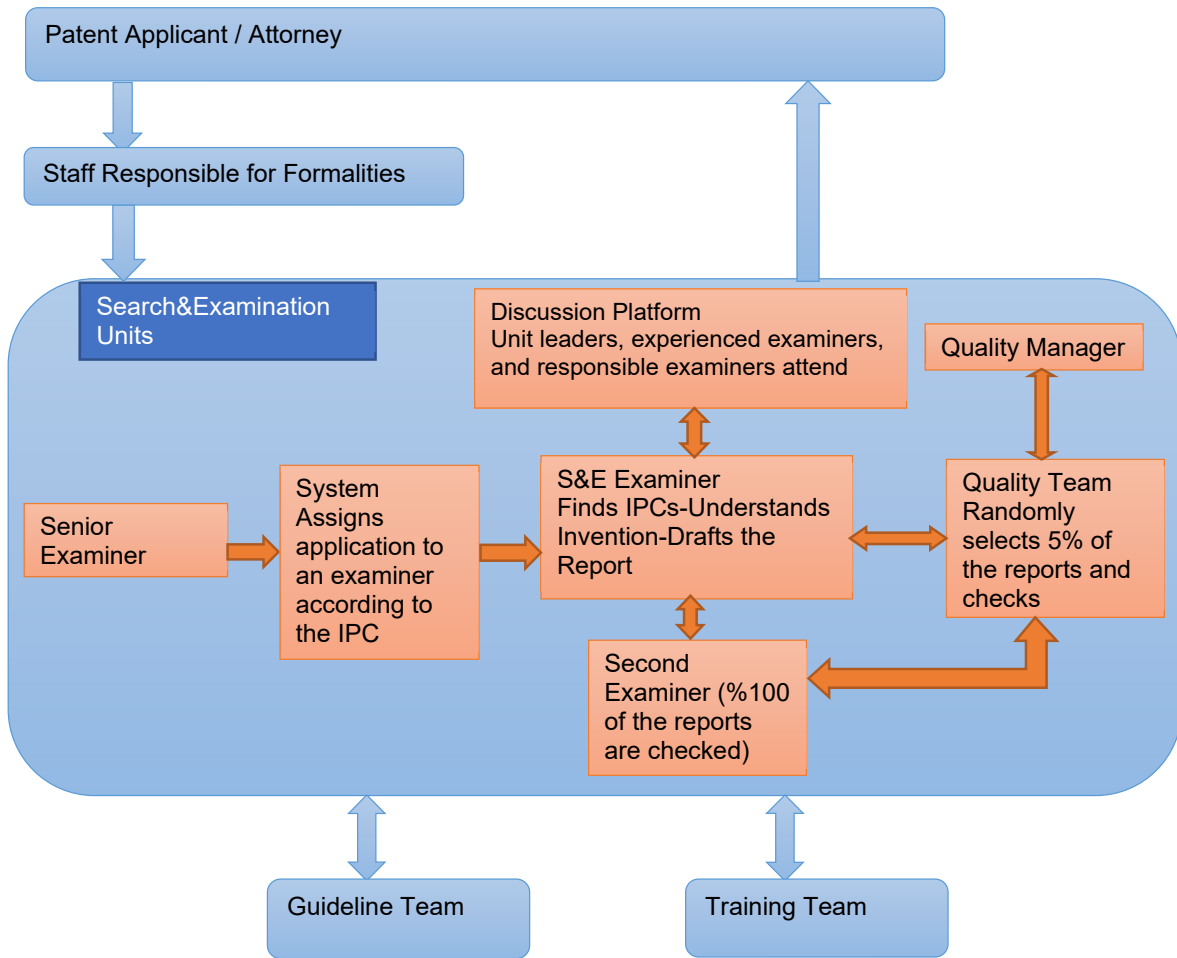 Patent Applicant / Attorney
Staff Responsible for Formalities
Search&Examination
Units
Discussion Platform
Unit leaders, experienced examiners,
and responsible examiners attend
Quality Manager
Senior
Examiner
System
Assigns
application to
an examiner
according to
the IPC
S&E Examiner
Finds IPCs-Understands
Invention-Drafts the
Report
Quality Team
Randomly
selects 5% of
the reports and
checks
Second
Examiner (%100
of the reports
are checked)
Guideline Team
Training Team